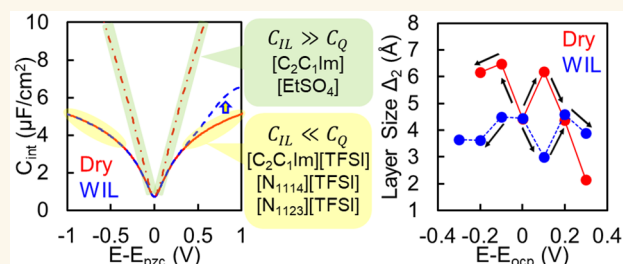 C_int (μF/cm²)
10
8
6
4
2
0
Dry
WIL
-1 -0.5 0 0.5 1
E-E_pzc (V)
C_IL ≫ C_Q
[C₂C₁Im]
[EtSO₄]
C_IL ≪ C_Q
[C₂C₁Im][TFSI]
[N₁₁₁₄][TFSI]
[N₁₁₂₃][TFSI]
Layer Size Δ₂ (Å)
8
7
6
5
4
3
2
1
Dry
WIL
-0.4 -0.2 0 0.2 0.4
E-E_ocp (V)